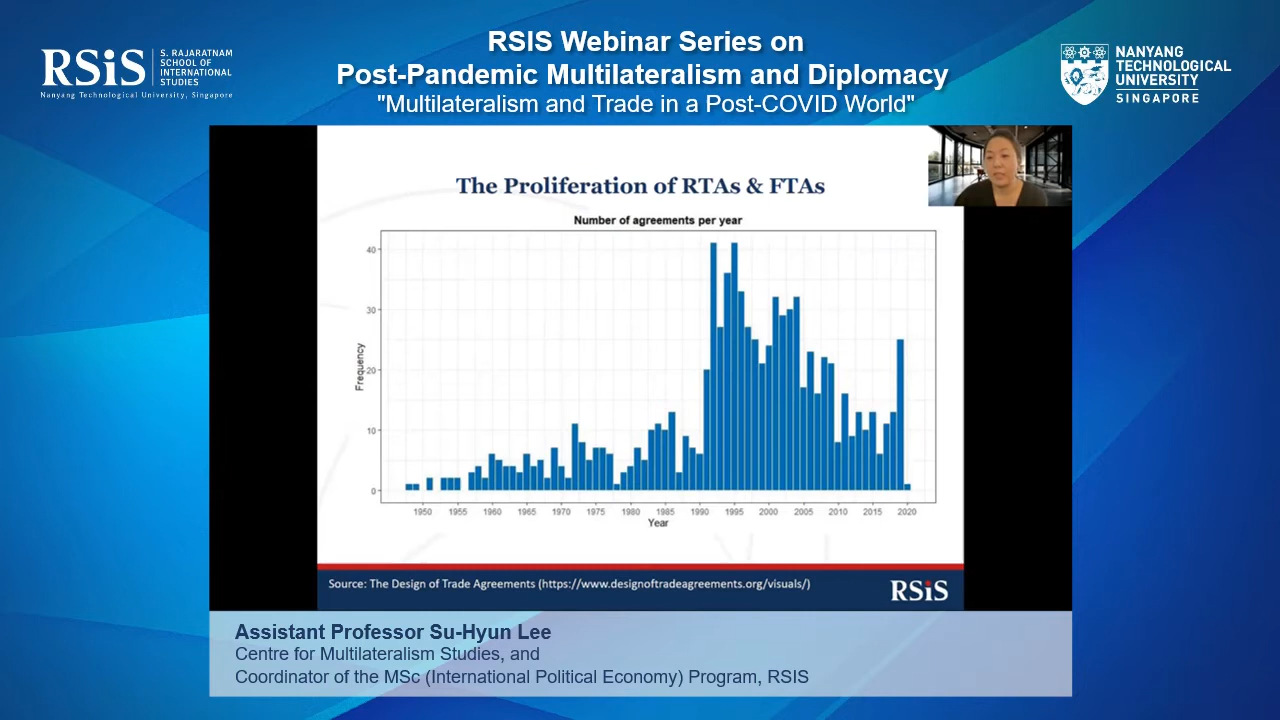 RSiS
S. RAJARATNAM
SCHOOL OF
INTERNATIONAL
STUDIES
Nanyang Technological University, Singapore
RSIS Webinar Series on
Post-Pandemic Multilateralism and Diplomacy
"Multilateralism and Trade in a Post-COVID World"
NANYANG
TECHNOLOGICAL
UNIVERSITY
SINGAPORE
The Proliferation of RTAs & FTAs
Number of agreements per year
Frequency
40
30
20
10
0
1950 1955 1960 1965 1970 1975 1980 1985 1990 1995 2000 2005 2010 2015 2020
Year
Source: The Design of Trade Agreements (https://www.designoftradeagreements.org/visuals/)
RSiS
Assistant Professor Su-Hyun Lee
Centre for Multilateralism Studies, and
Coordinator of the MSc (International Political Economy) Program, RSIS